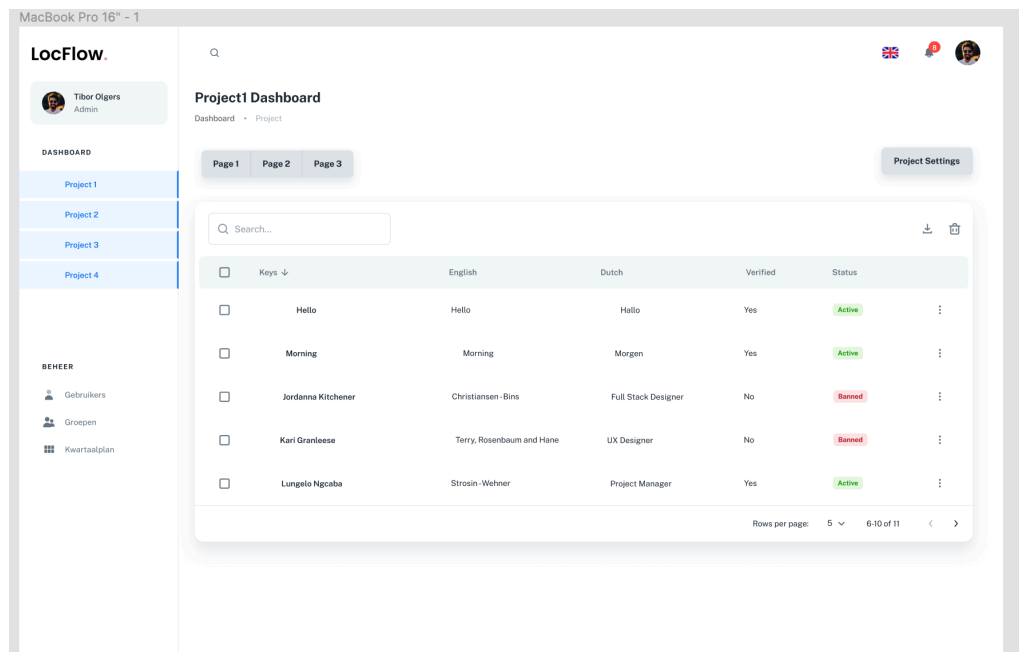 MacBook Pro 16" - 1
LocFlow.
8
Tibor Olgers
Admin
Project1 Dashboard
Dashboard • Project
DASHBOARD
Page 1 Page 2 Page 3
Project Settings
Project 1
Project 2
Project 3
Project 4
Search...
Keys English Dutch Verified Status
Hello Hello Hallo Yes Active
Morning Morning Morgen Yes Active
Jordanna Kitchener Christiansen-Bins Full Stack Designer No Banned
Kari Granleese Terry, Rosenbaum and Hane UX Designer No Banned
Lungelo Ngcaba Strosin-Wehner Project Manager Yes Active
Rows per page: 5 6-10 of 11
BEHEER
Gebruikers
Groepen
Kwartaalplan